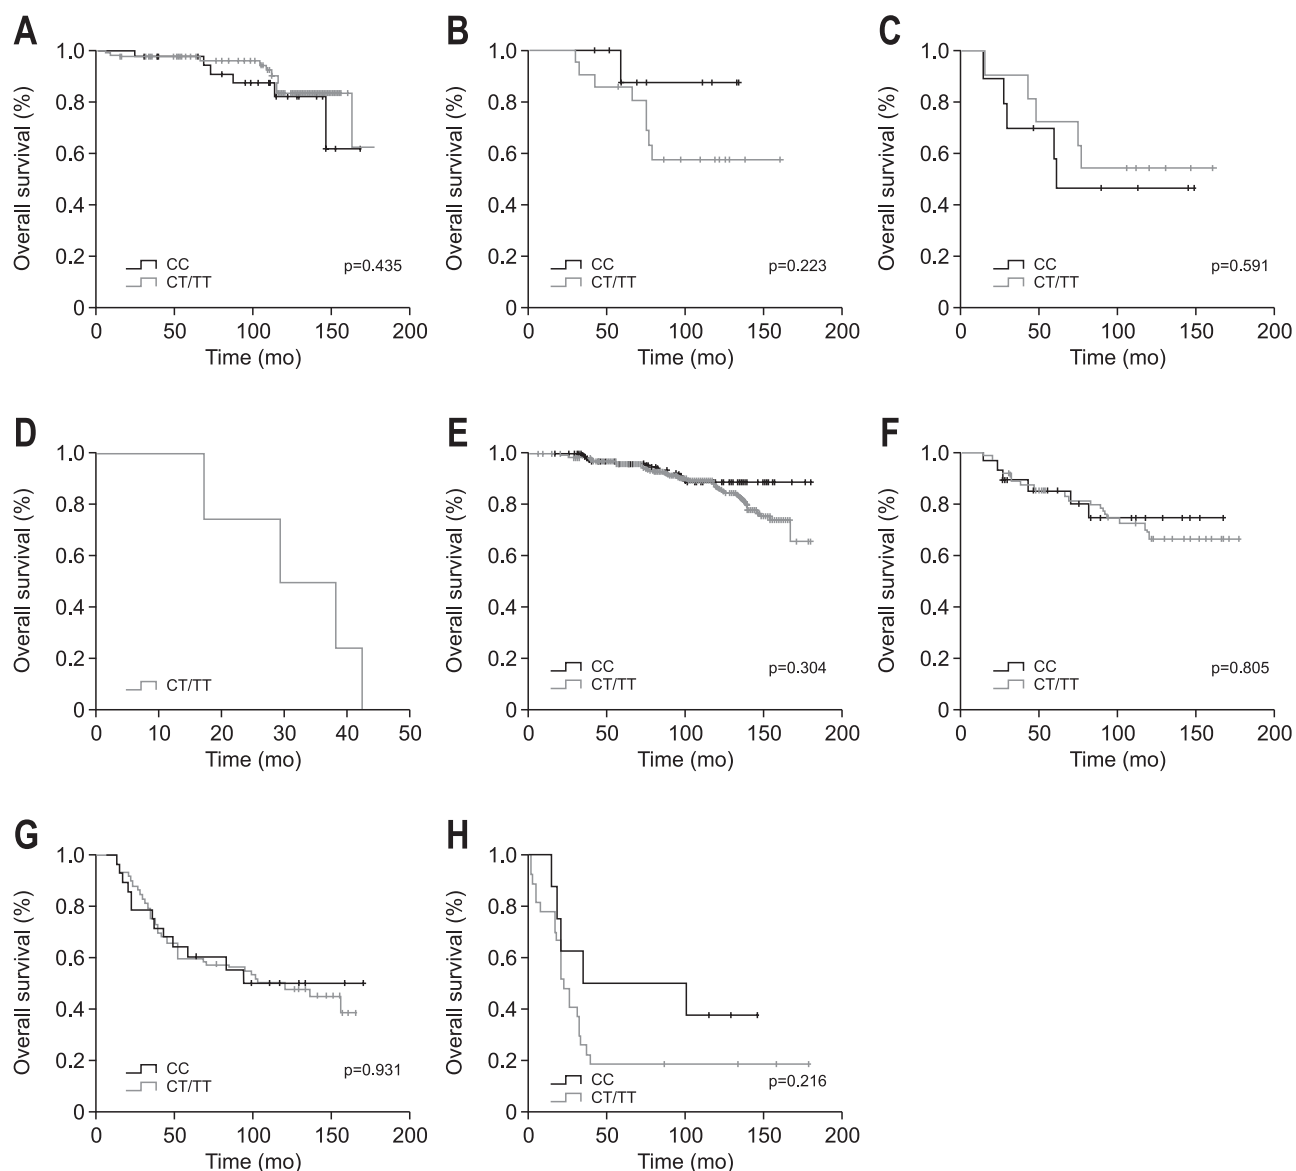 A
Overall survival (%)
1.0
0.8
0.6
0.4
0.2
0
CC
CT/TT
p=0.435
0 50 100 150 200
Time (mo)
B
Overall survival (%)
1.0
0.8
0.6
0.4
0.2
0
CC
CT/TT
p=0.223
0 50 100 150 200
Time (mo)
C
Overall survival (%)
1.0
0.8
0.6
0.4
0.2
0
CC
CT/TT
p=0.591
0 50 100 150 200
Time (mo)
D
Overall survival (%)
1.0
0.8
0.6
0.4
0.2
0
CT/TT
0 10 20 30 40 50
Time (mo)
E
Overall survival (%)
1.0
0.8
0.6
0.4
0.2
0
CC
CT/TT
p=0.304
0 50 100 150 200
Time (mo)
F
Overall survival (%)
1.0
0.8
0.6
0.4
0.2
0
CC
CT/TT
p=0.805
0 50 100 150 200
Time (mo)
G
Overall survival (%)
1.0
0.8
0.6
0.4
0.2
0
CC
CT/TT
p=0.931
0 50 100 150 200
Time (mo)
H
Overall survival (%)
1.0
0.8
0.6
0.4
0.2
0
CC
CT/TT
p=0.216
0 50 100 150 200
Time (mo)